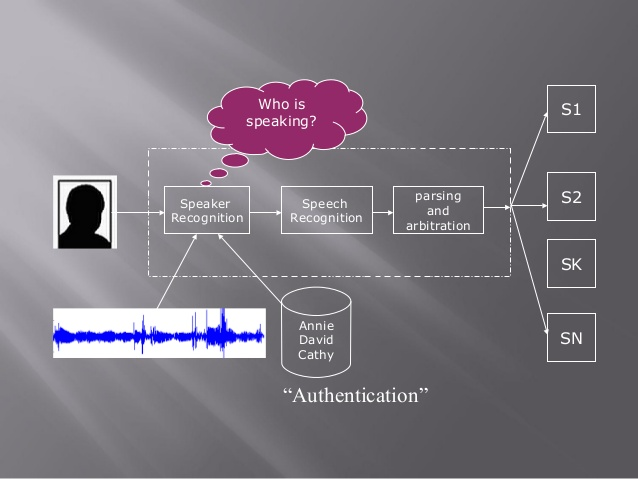 Who is
speaking?
S1
Speaker
Recognition
Speech
Recognition
parsing
and
arbitration
S2
SK
Annie
David
Cathy
SN
“Authentication”